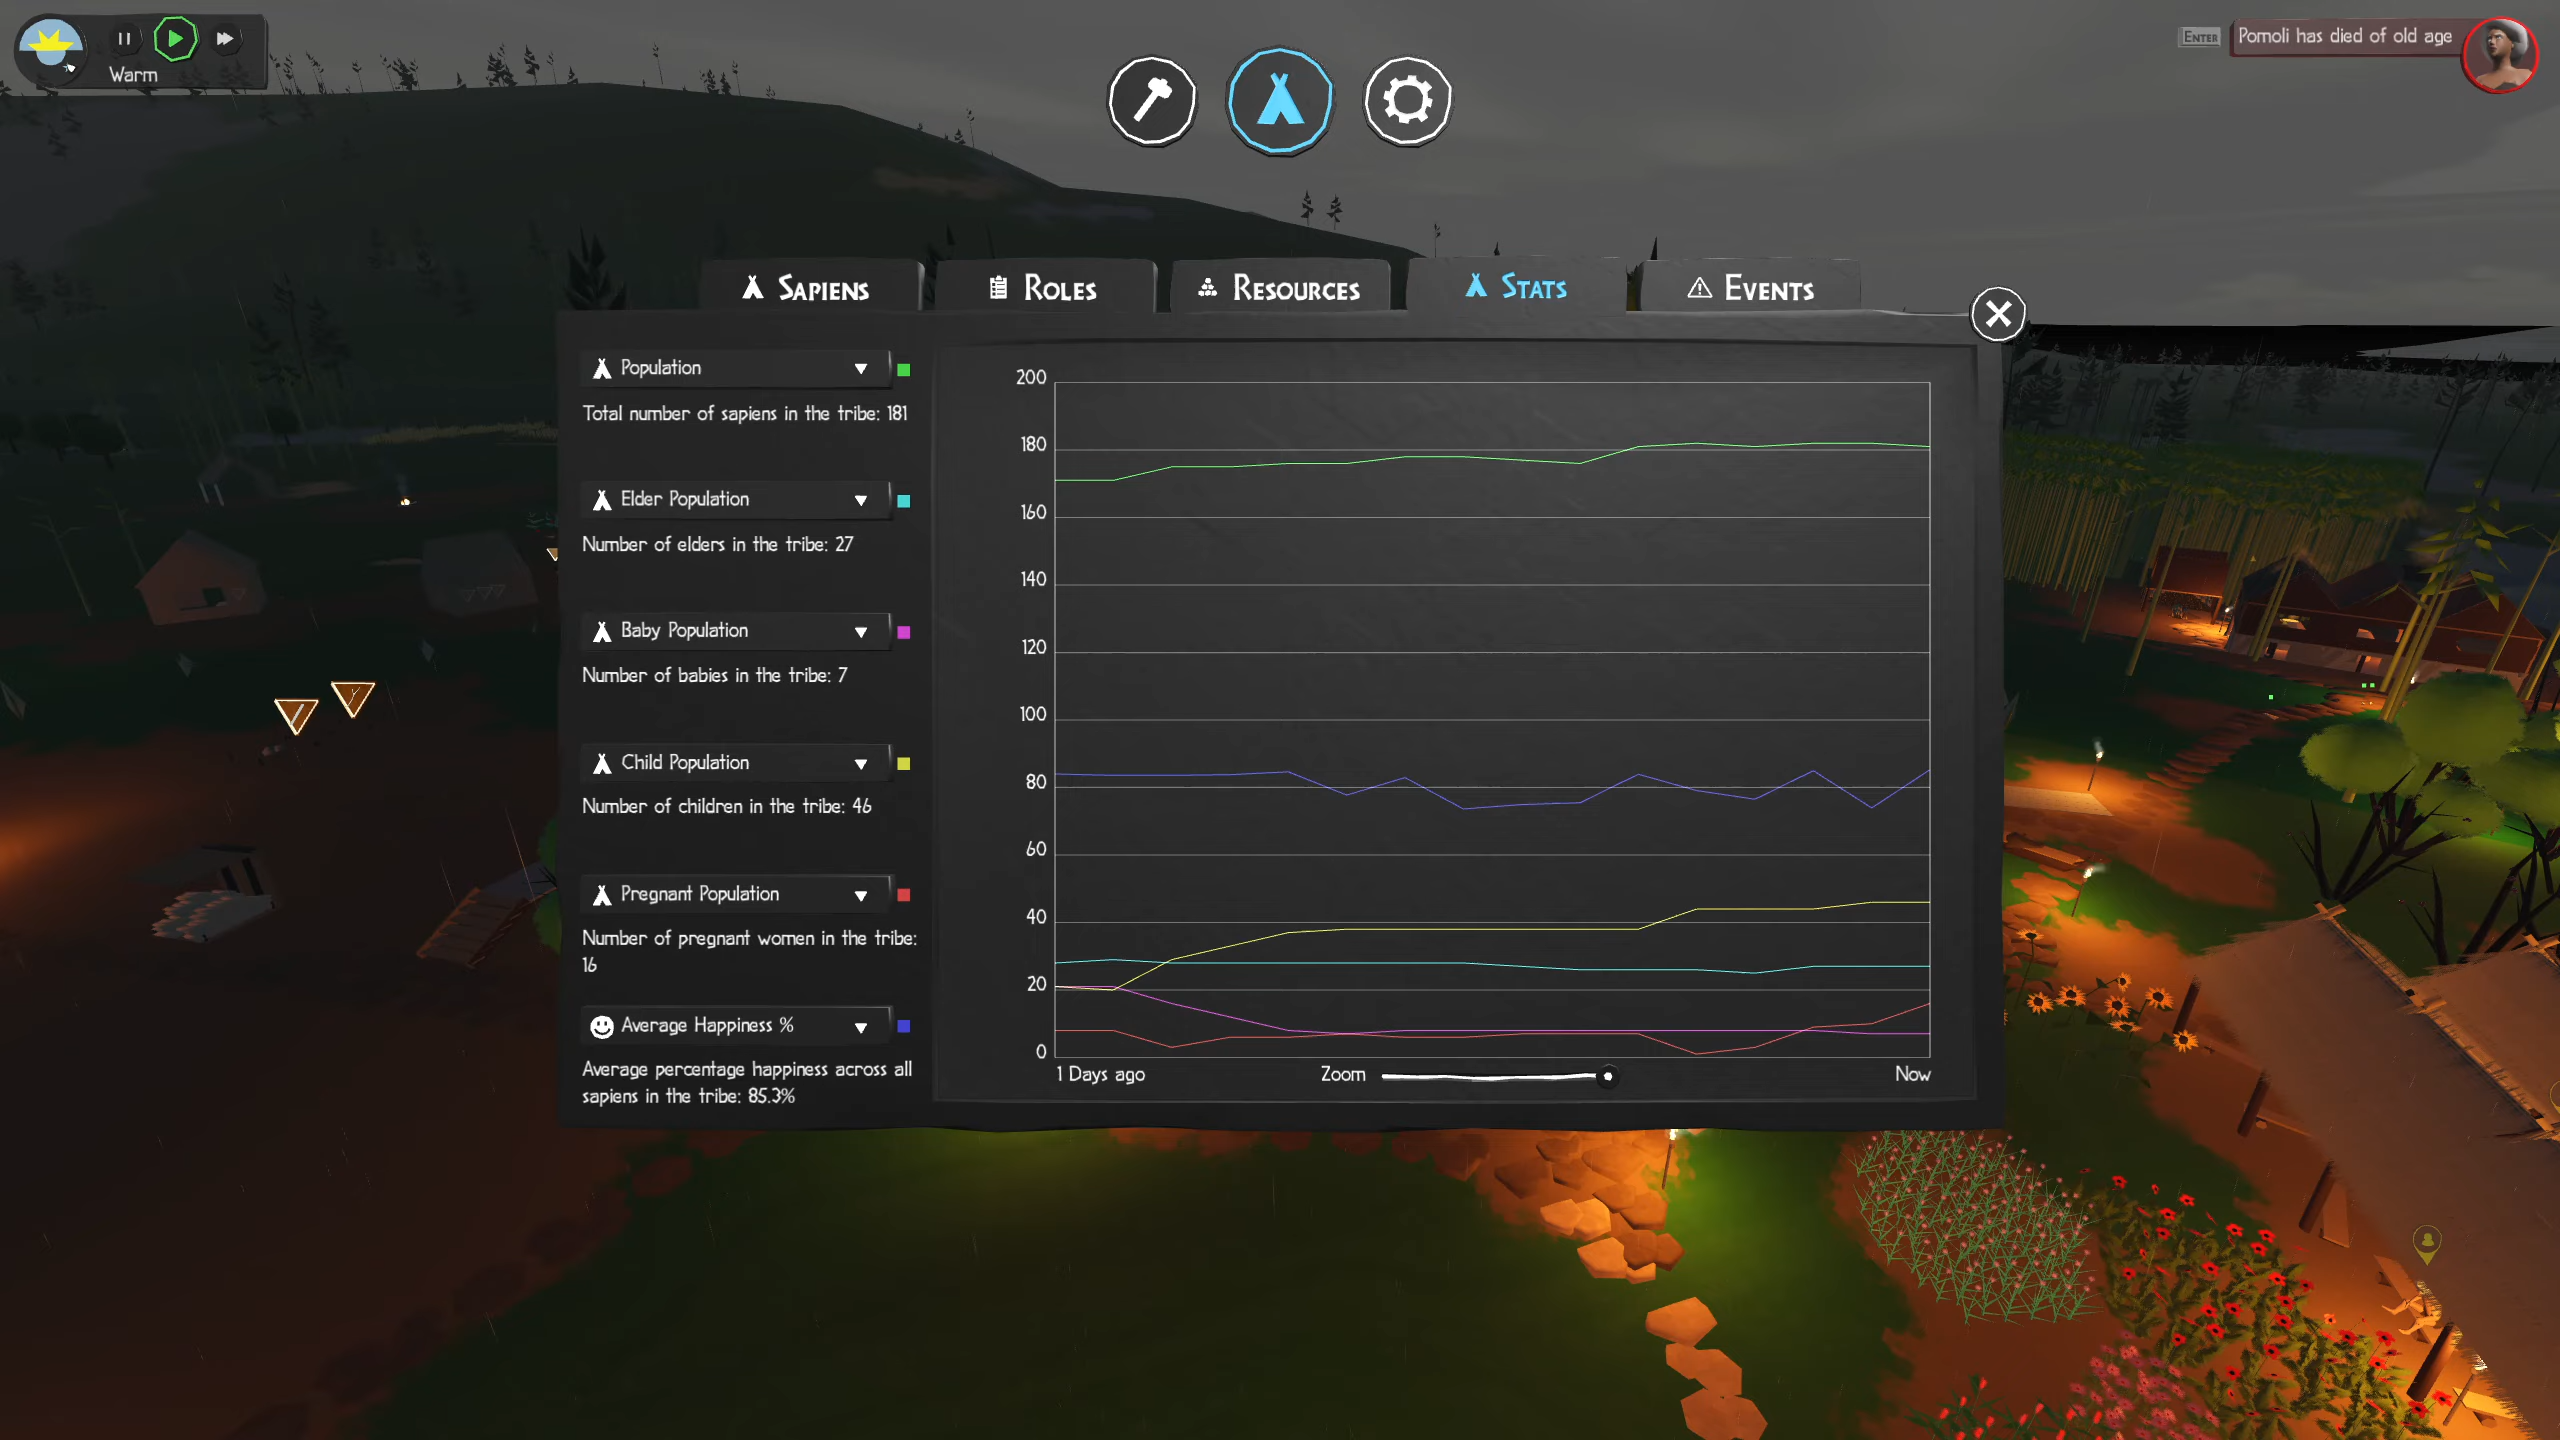 Warm
ENTER
Pomoli has died of old age
SAPIENS
ROLES
RESOURCES
STATS
EVENTS
Population
Total number of sapiens in the tribe: 181
Elder Population
Number of elders in the tribe: 27
Baby Population
Number of babies in the tribe: 7
Child Population
Number of children in the tribe: 46
Pregnant Population
Number of pregnant women in the tribe:
16
Average Happiness %
Average percentage happiness across all
sapiens in the tribe: 85.3%
200
180
160
140
120
100
80
60
40
20
0
1 Days ago
Zoom
Now